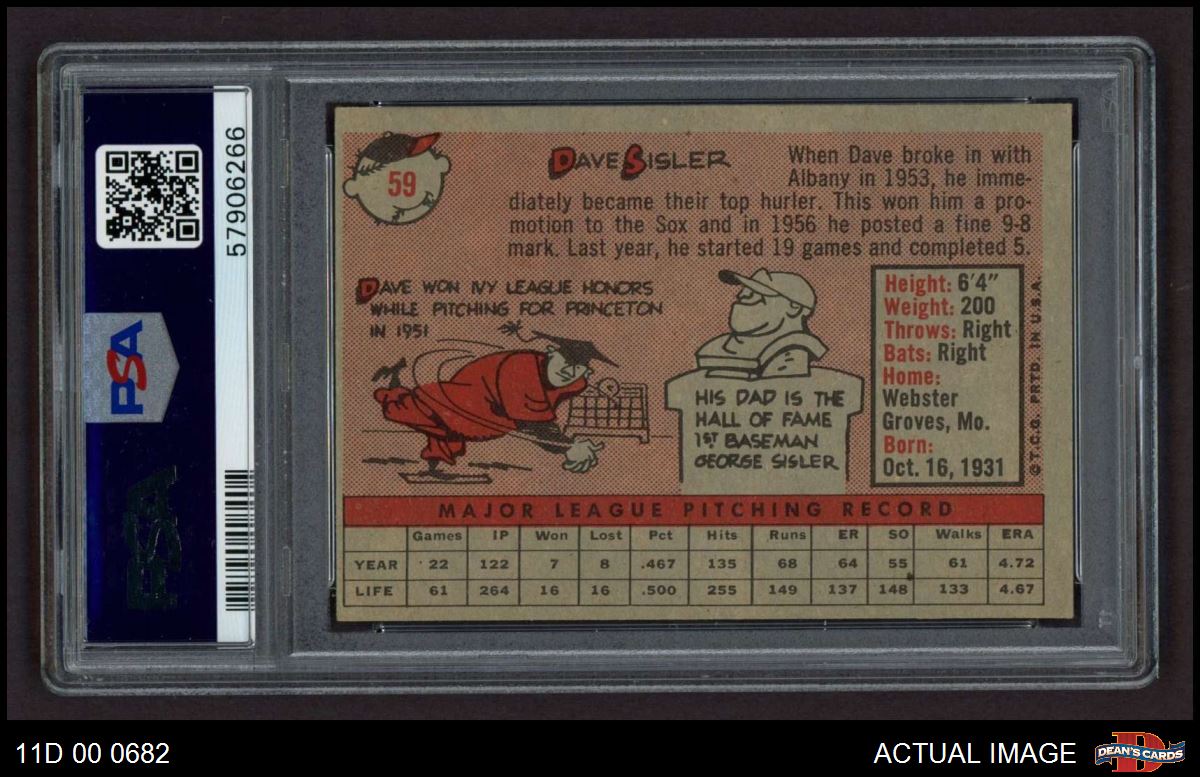 57906266
PSA
PSA
59
DAVE SISLER
When Dave broke in with
Albany in 1953, he imme-
diately became their top hurler. This won him a pro-
motion to the Sox and in 1956 he posted a fine 9-8
mark. Last year, he started 19 games and completed 5.
DAVE WON IVY LEAGUE HONORS
WHILE PITCHING FOR PRINCETON
IN 1951
HIS DAD IS THE
HALL OF FAME
1ST BASEMAN
GEORGE SISLER
Height: 6'4"
Weight: 200
Throws: Right
Bats: Right
Home:
Webster
Groves, Mo.
Born:
Oct. 16, 1931
© T.C.G. PRTD. IN U.S.A.
MAJOR LEAGUE PITCHING RECORD
Games IP Won Lost Pct Hits Runs ER SO Walks ERA
YEAR 22 122 7 8 .467 135 68 64 55 61 4.72
LIFE 61 264 16 16 .500 255 149 137 148 133 4.67
11D 00 0682
ACTUAL IMAGE
DEAN'S CARDS